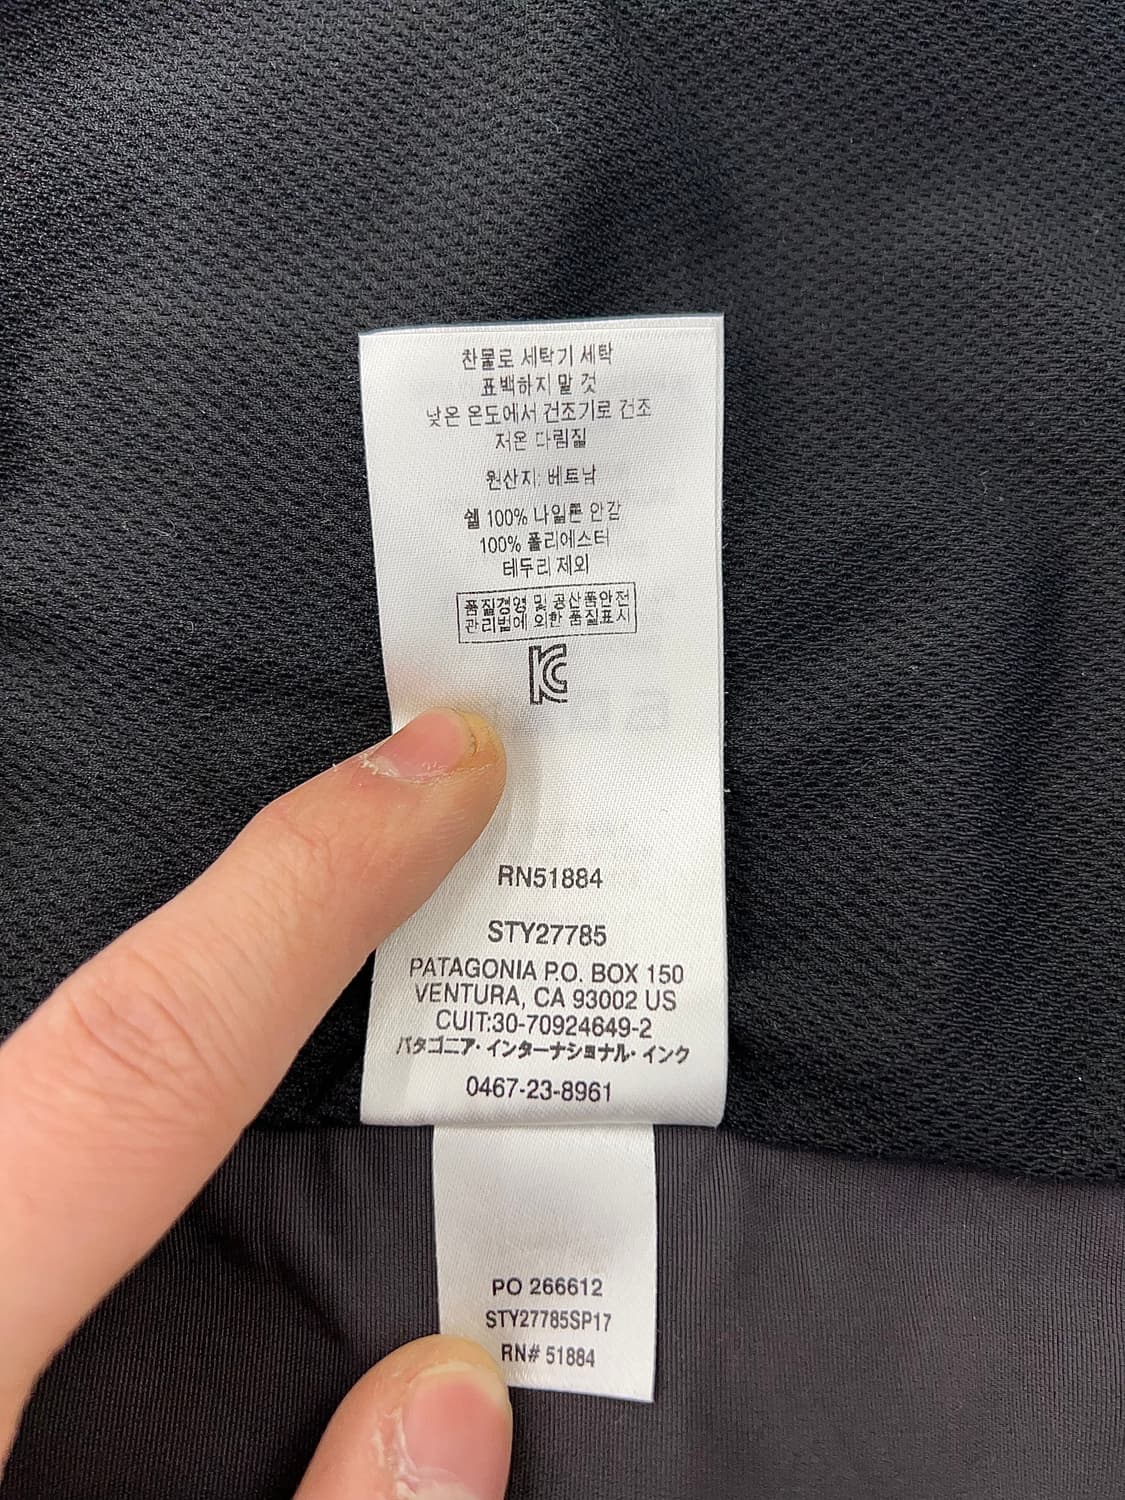 찬물로 세탁기 세탁
표백하지 말 것
낮은 온도에서 건조기로 건조
저온 다림질
원산지: 베트남
쉘 100% 나일론 안감
100% 폴리에스터
테두리 제외
품질경영 및 공산품안전
관리법에 의한 품질표시
KC
RN51884
STY27785
PATAGONIA P.O. BOX 150
VENTURA, CA 93002 US
CUIT:30-70924649-2
パタゴニア・インターナショナル・インク
0467-23-8961
PO 266612
STY27785SP17
RN# 51884